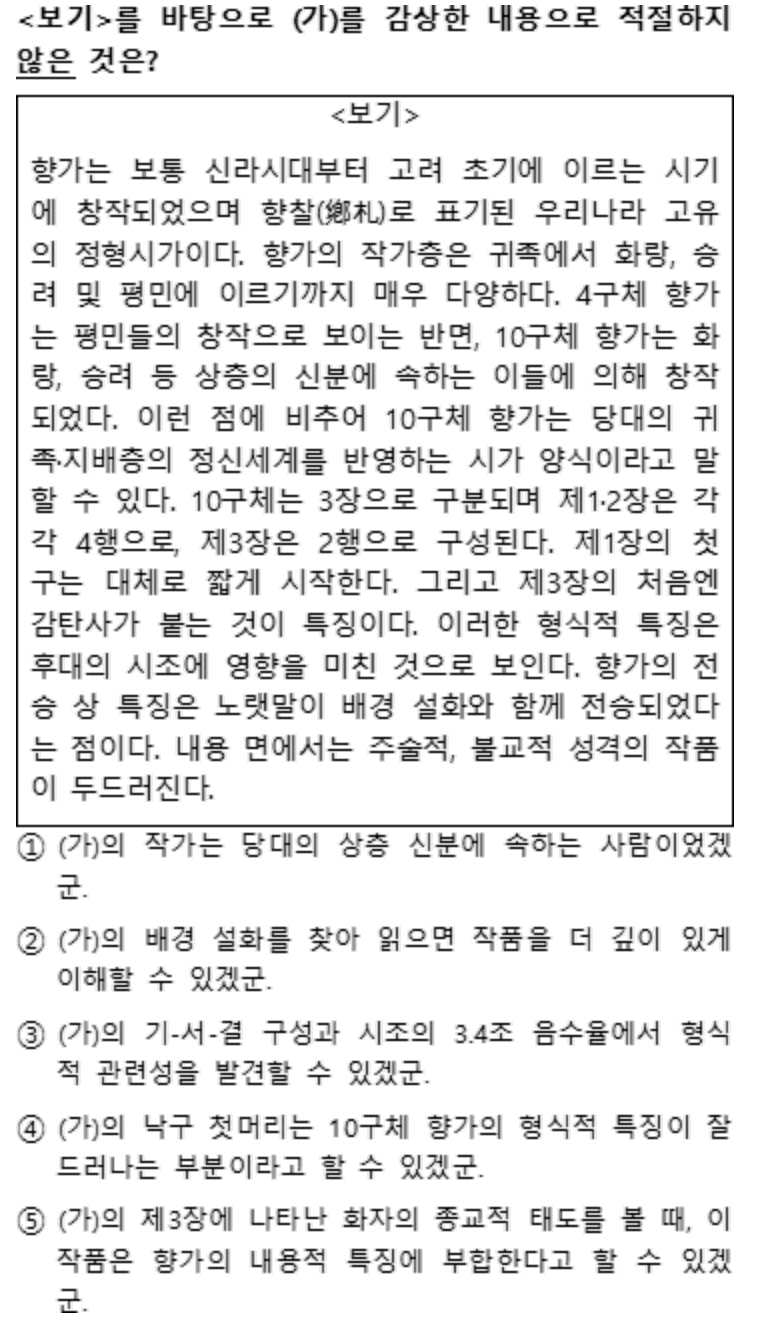 <보기>를 바탕으로 (가)를 감상한 내용으로 적절하지
않은 것은?
<보기>
향가는 보통 신라시대부터 고려 초기에 이르는 시기
에 창작되었으며 향찰(鄕札)로 표기된 우리나라 고유
의 정형시가이다. 향가의 작가층은 귀족에서 화랑, 승
려 및 평민에 이르기까지 매우 다양하다. 4구체 향가
는 평민들의 창작으로 보이는 반면, 10구체 향가는 화
랑, 승려 등 상층의 신분에 속하는 이들에 의해 창작
되었다. 이런 점에 비추어 10구체 향가는 당대의 귀
족·지배층의 정신세계를 반영하는 시가 양식이라고 말
할 수 있다. 10구체는 3장으로 구분되며 제1·2장은 각
각 4행으로, 제3장은 2행으로 구성된다. 제1장의 첫
구는 대체로 짧게 시작한다. 그리고 제3장의 처음엔
감탄사가 붙는 것이 특징이다. 이러한 형식적 특징은
후대의 시조에 영향을 미친 것으로 보인다. 향가의 전
승 상 특징은 노랫말이 배경 설화와 함께 전승되었다
는 점이다. 내용 면에서는 주술적, 불교적 성격의 작품
이 두드러진다.
① (가)의 작가는 당대의 상층 신분에 속하는 사람이었겠
군.
② (가)의 배경 설화를 찾아 읽으면 작품을 더 깊이 있게
이해할 수 있겠군.
③ (가)의 기-서-결 구성과 시조의 3.4조 음수율에서 형식
적 관련성을 발견할 수 있겠군.
④ (가)의 낙구 첫머리는 10구체 향가의 형식적 특징이 잘
드러나는 부분이라고 할 수 있겠군.
⑤ (가)의 제3장에 나타난 화자의 종교적 태도를 볼 때, 이
작품은 향가의 내용적 특징에 부합한다고 할 수 있겠
군.